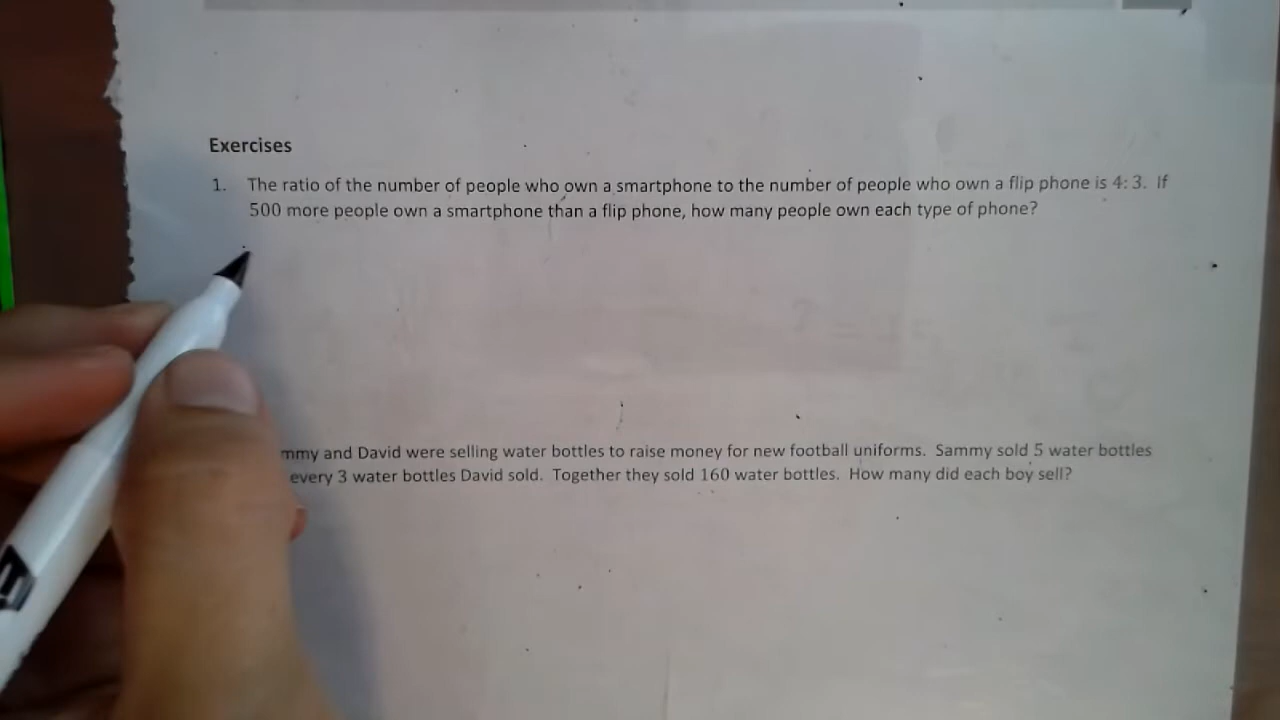 Exercises
1. The ratio of the number of people who own a smartphone to the number of people who own a flip phone is 4: 3. If
500 more people own a smartphone than a flip phone, how many people own each type of phone?
mmy and David were selling water bottles to raise money for new football uniforms. Sammy sold 5 water bottles
every 3 water bottles David sold. Together they sold 160 water bottles. How many did each boy sell?